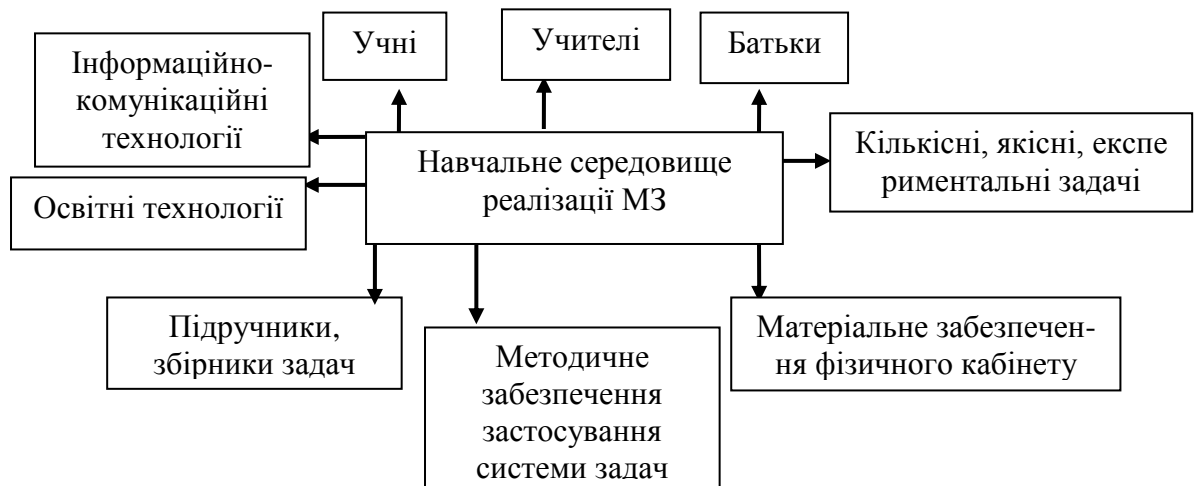 Учні
Учителі
Батьки
Інформаційно-
комунікаційні
технології
Навчальне середовище
реалізації МЗ
Кількісні, якісні, експе
риментальні задачі
Освітні технології
Підручники,
збірники задач
Методичне
забезпечення
застосування
системи задач
Матеріальне забезпечен-
ня фізичного кабінету